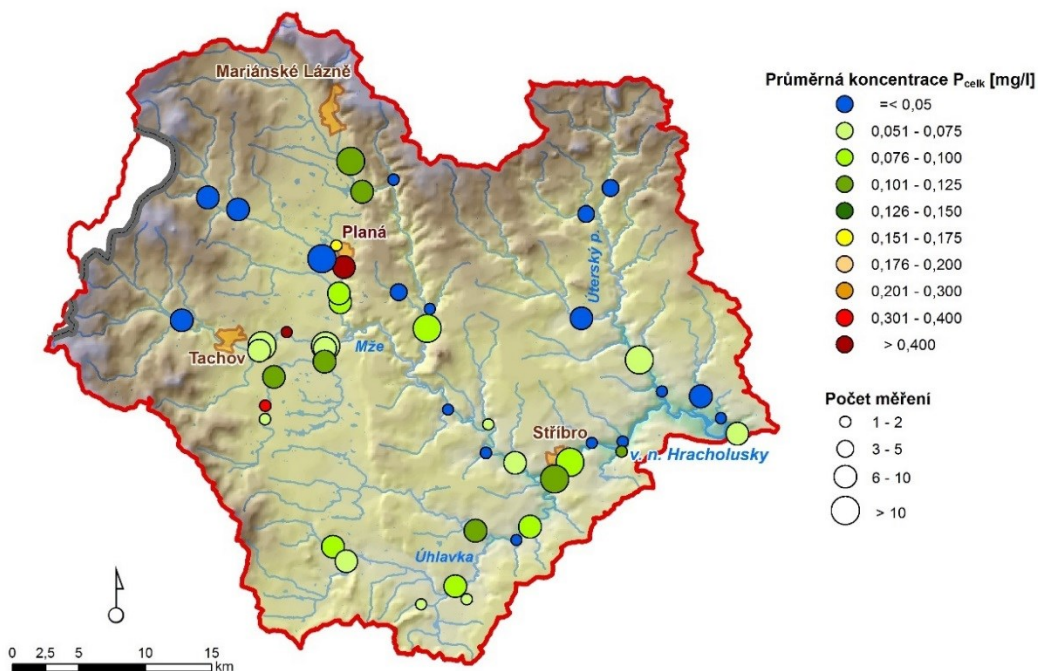 Mariánské Lázně
Planá
Úterský p.
Tachov
Mže
Stříbro
v. n. Hracholusky
Úhlavka
0 2,5 5 10 15
km
Průměrná koncentrace P_celk [mg/l]
=< 0,05
0,051 - 0,075
0,076 - 0,100
0,101 - 0,125
0,126 - 0,150
0,151 - 0,175
0,176 - 0,200
0,201 - 0,300
0,301 - 0,400
> 0,400
Počet měření
1 - 2
3 - 5
6 - 10
> 10